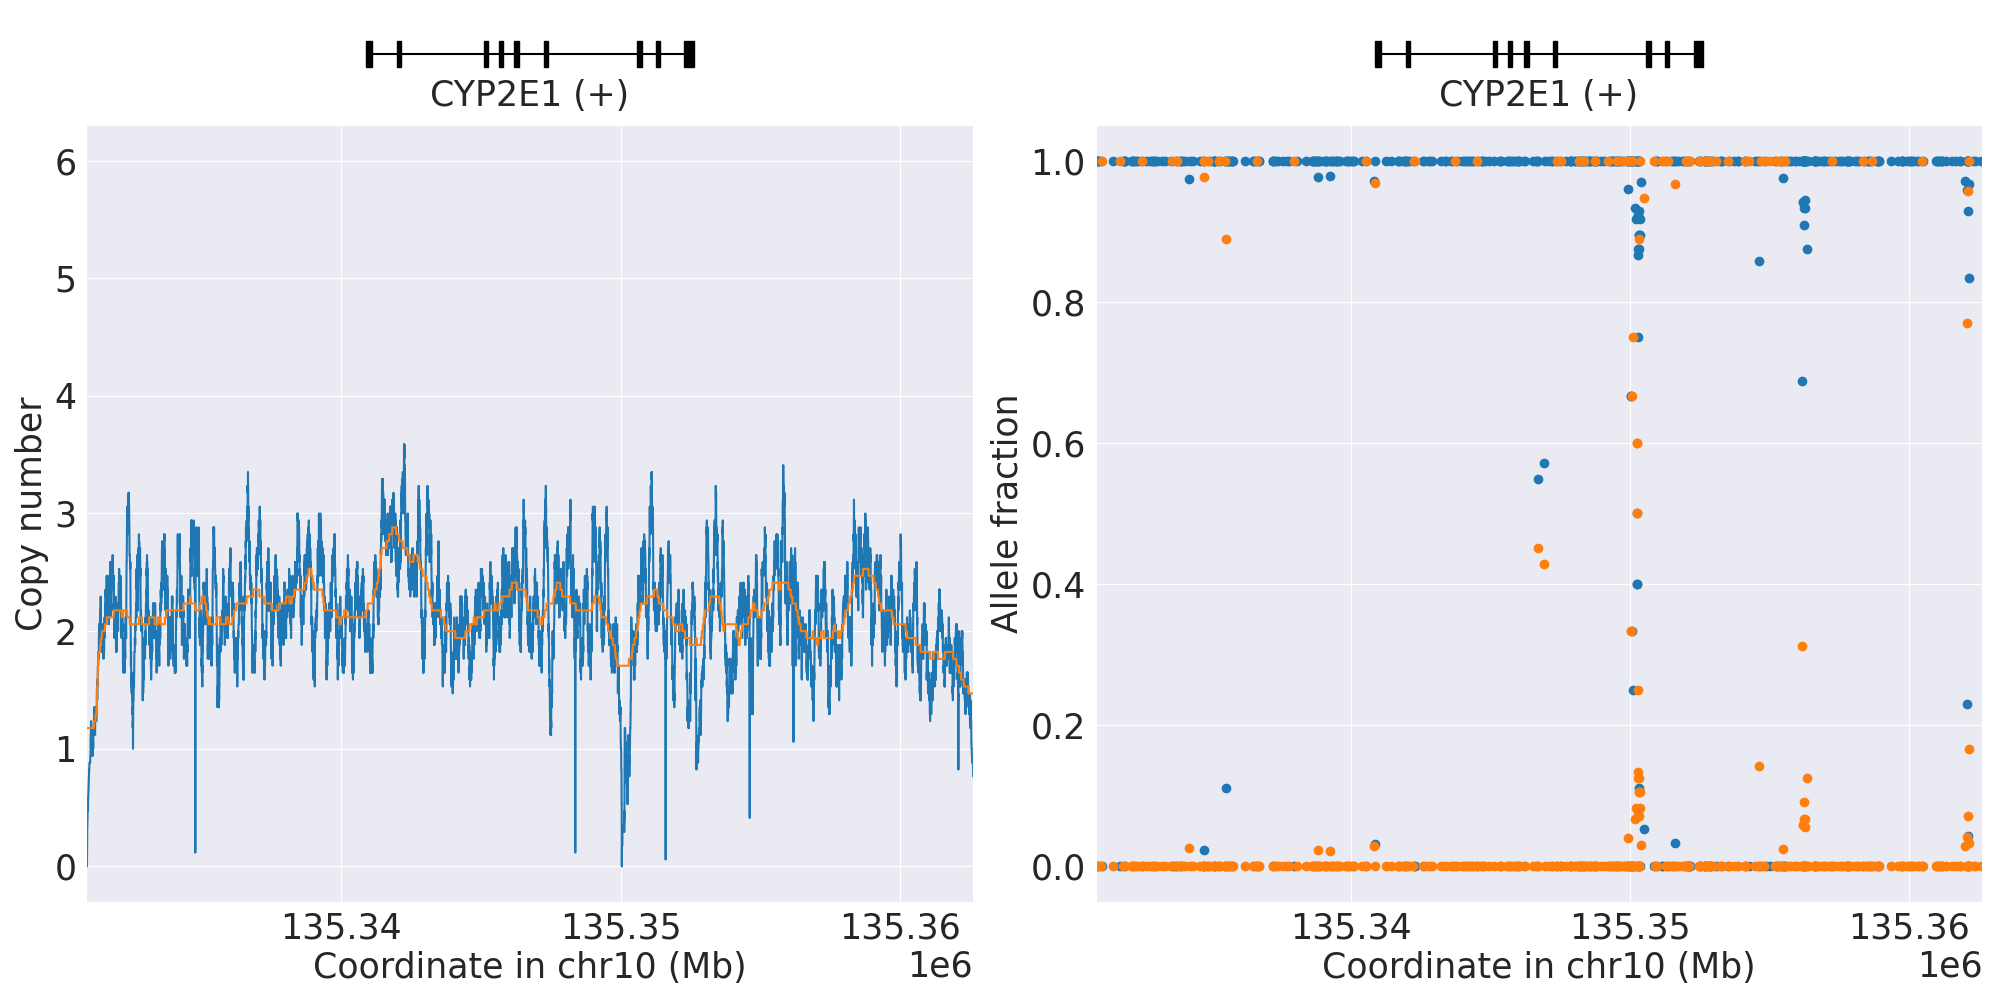 CYP2E1 (+)
6
5
4
3
2
1
0
Copy number
135.34 135.35 135.36
Coordinate in chr10 (Mb)
1e6
CYP2E1 (+)
1.0
0.8
0.6
0.4
0.2
0.0
Allele fraction
135.34 135.35 135.36
Coordinate in chr10 (Mb)
1e6